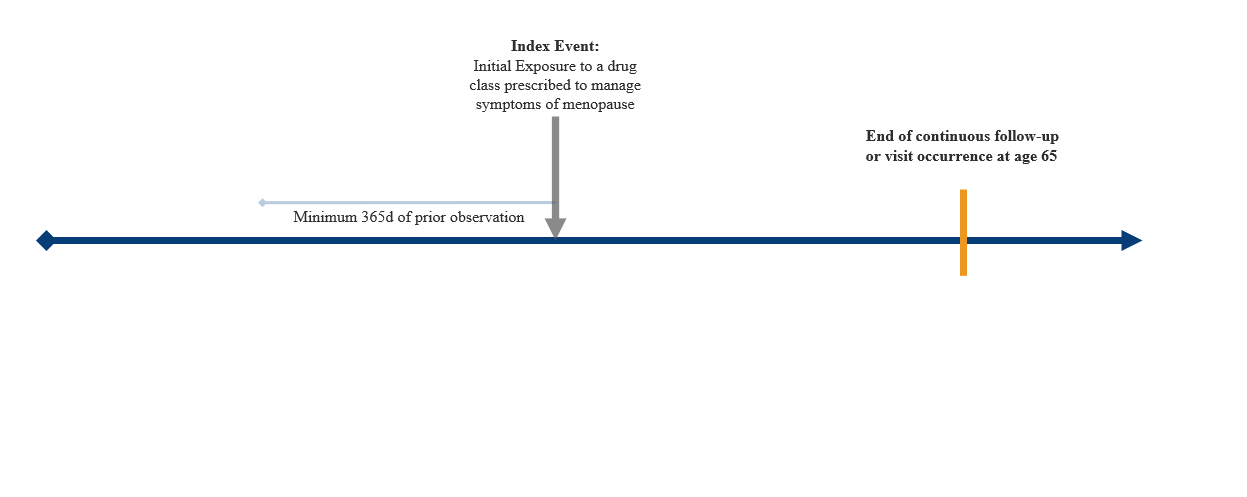 Index Event:
Initial Exposure to a drug
class prescribed to manage
symptoms of menopause
End of continuous follow-up
or visit occurrence at age 65
Minimum 365d of prior observation